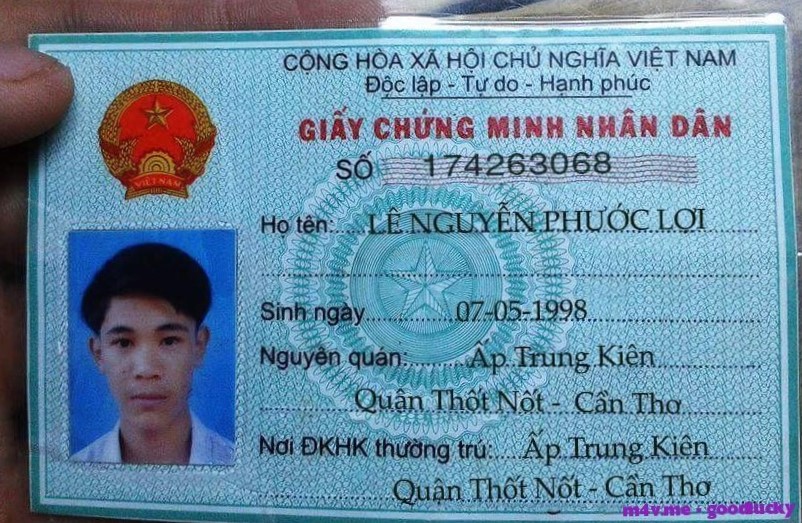 CỘNG HÒA XÃ HỘI CHỦ NGHĨA VIỆT NAM
Độc lập - Tự do - Hạnh phúc
GIẤY CHỨNG MINH NHÂN DÂN
SỐ 174263068
VIỆT NAM
Họ tên: LÊ NGUYỄN PHƯỚC LỢI
Sinh ngày 07-05-1998
Nguyên quán: Ấp Trung Kiên
Quận Thốt Nốt - Cần Thơ
Nơi ĐKHK thường trú: Ấp Trung Kiên
Quận Thốt Nốt - Cần Thơ
m4v.me - goodlucky